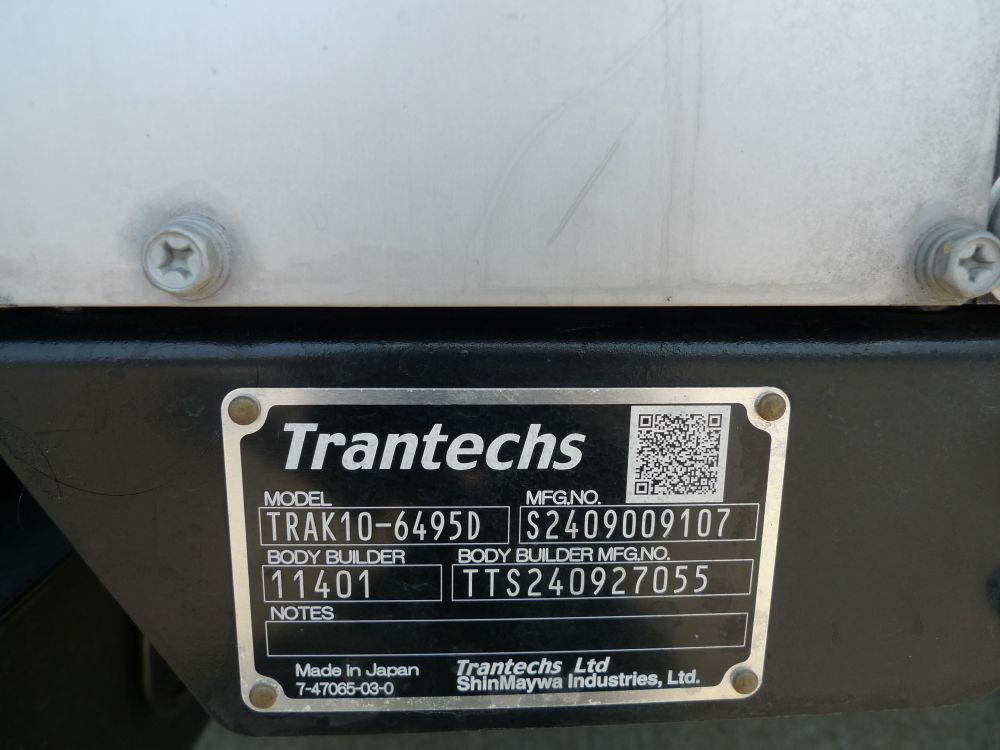 Trantechs
MODEL MFG.NO.
TRAK10-6495D S2409009107
BODY BUILDER BODY BUILDER MFG.NO.
11401 TTS240927055
NOTES
Made in Japan Trantechs Ltd
7-47065-03-0 ShinMaywa Industries, Ltd.